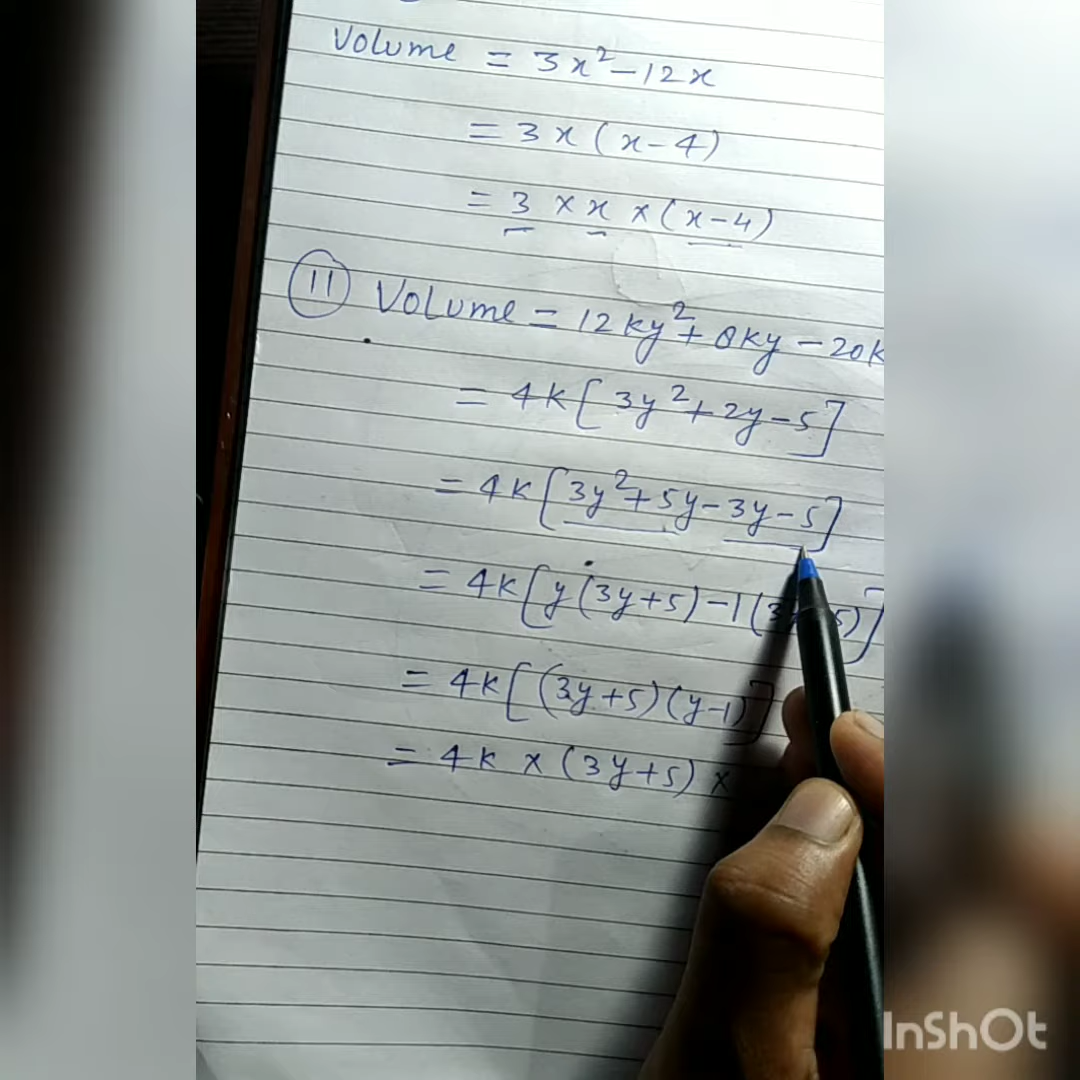 Volume = 3x²-12x
= 3x(x-4)
= 3 × x × (x-4)
(11) Volume = 12ky²+8ky-20k
= 4k[3y²+2y-5]
= 4k[3y²+5y-3y-5]
= 4k[y(3y+5)-1(3 5)]
= 4k[(3y+5)(y-1)]
= 4k × (3y+5) ×
InShOt